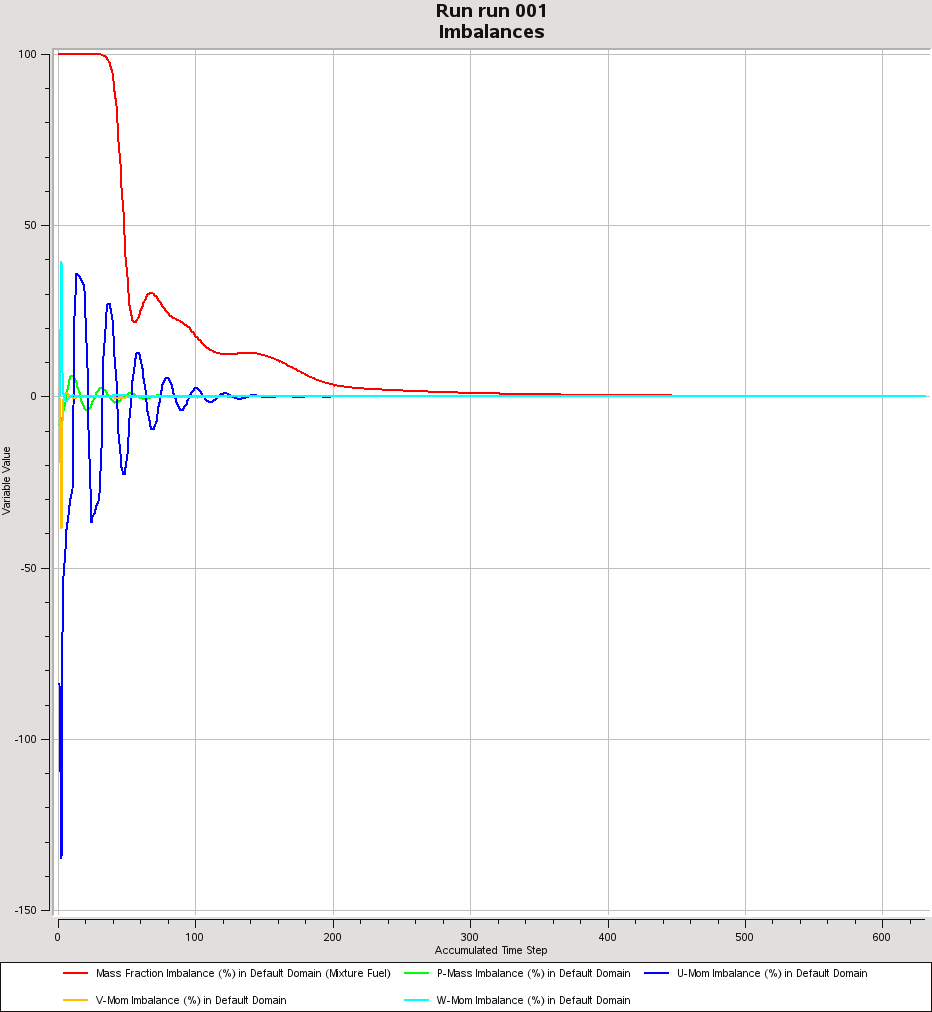 Run run 001
Imbalances
100
50
0
-50
-100
-150
Variable Value
0 100 200 300 400 500 600
Accumulated Time Step
Mass Fraction Imbalance (%) in Default Domain (Mixture Fuel) P-Mass Imbalance (%) in Default Domain U-Mom Imbalance (%) in Default Domain
V-Mom Imbalance (%) in Default Domain W-Mom Imbalance (%) in Default Domain